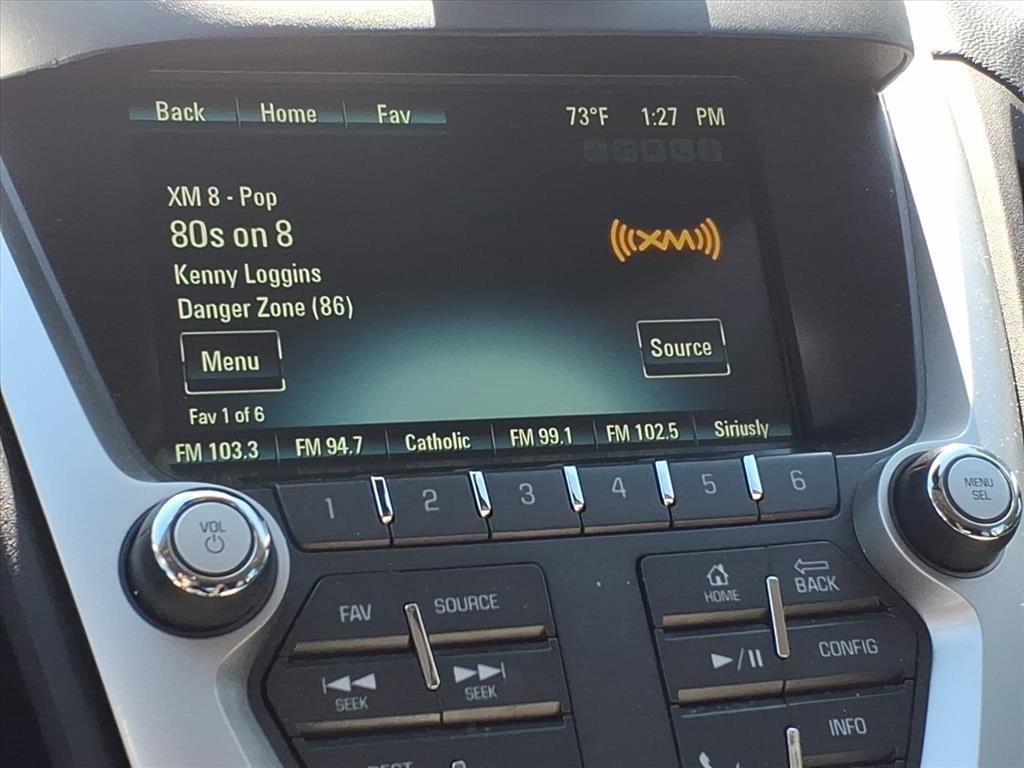 Back Home Fav 73°F 1:27 PM
XM 8 - Pop
80s on 8
((XM))
Kenny Loggins
Danger Zone (86)
Menu Source
Fav 1 of 6
FM 103.3 FM 94.7 Catholic FM 99.1 FM 102.5 Siriusly
1 2 3 4 5 6
VOL
MENU
SEL
FAV SOURCE
HOME BACK
SEEK SEEK
CONFIG
INFO